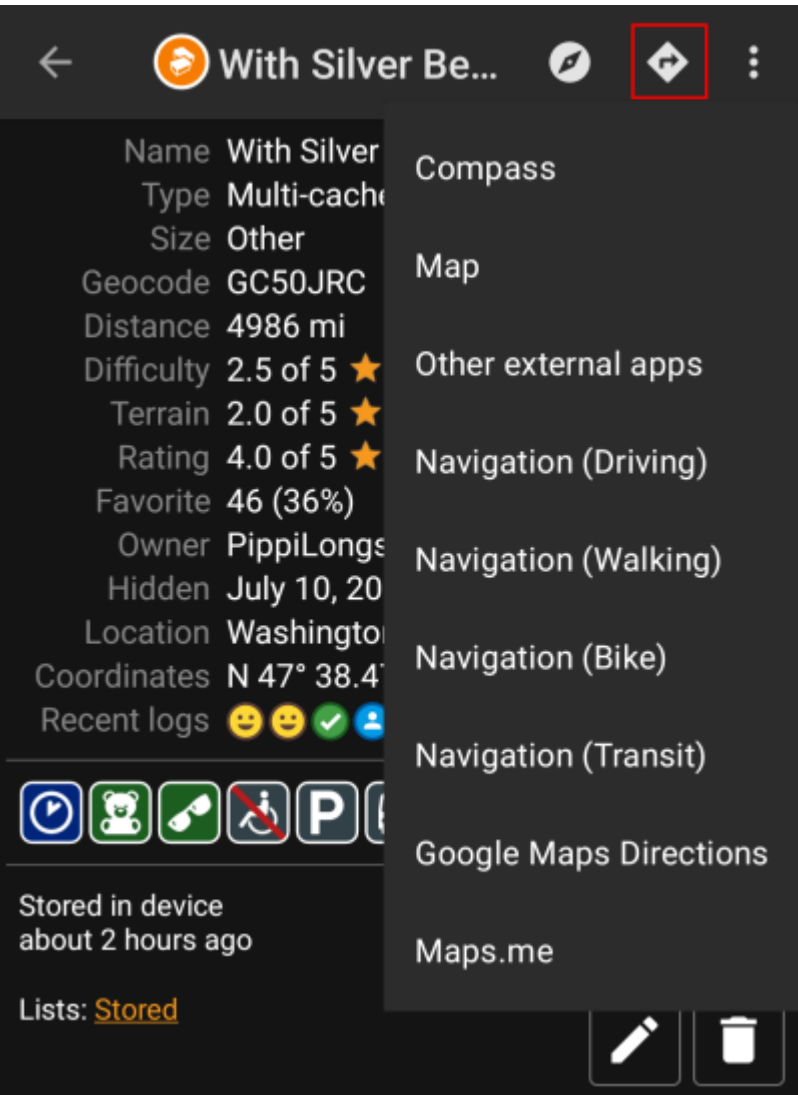 With Silver Be...
Name With Silver
Type Multi-cache
Size Other
Geocode GC50JRC
Distance 4986 mi
Difficulty 2.5 of 5
Terrain 2.0 of 5
Rating 4.0 of 5
Favorite 46 (36%)
Owner PippiLongs
Hidden July 10, 20
Location Washingto
Coordinates N 47° 38.4
Recent logs
P
Stored in device
about 2 hours ago
Lists: Stored
Compass
Map
Other external apps
Navigation (Driving)
Navigation (Walking)
Navigation (Bike)
Navigation (Transit)
Google Maps Directions
Maps.me